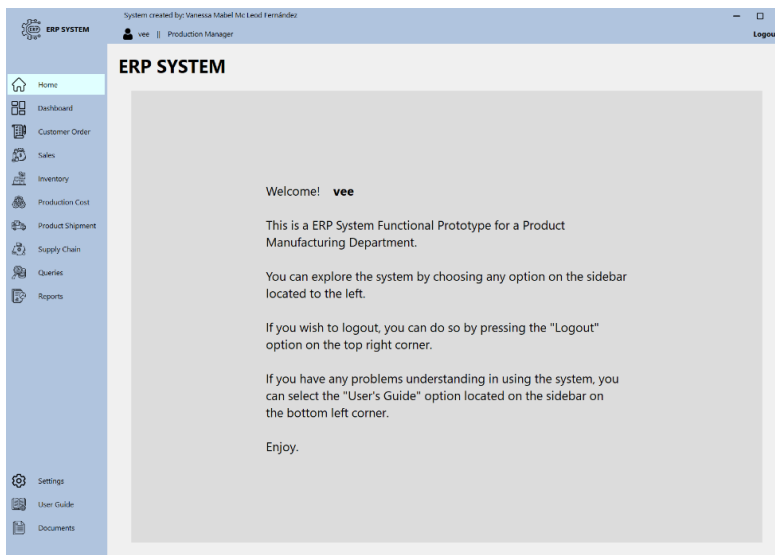 System created by: Vanessa Mabel Mc Leod Fernández
ERP SYSTEM
vee || Production Manager
Logou
ERP SYSTEM
Home
Dashboard
Customer Order
Sales
Inventory
Production Cost
Product Shipment
Supply Chain
Queries
Reports
Settings
User Guide
Documents
Welcome! vee
This is a ERP System Functional Prototype for a Product
Manufacturing Department.
You can explore the system by choosing any option on the sidebar
located to the left.
If you wish to logout, you can do so by pressing the "Logout"
option on the top right corner.
If you have any problems understanding in using the system, you
can select the "User's Guide" option located on the sidebar on
the bottom left corner.
Enjoy.